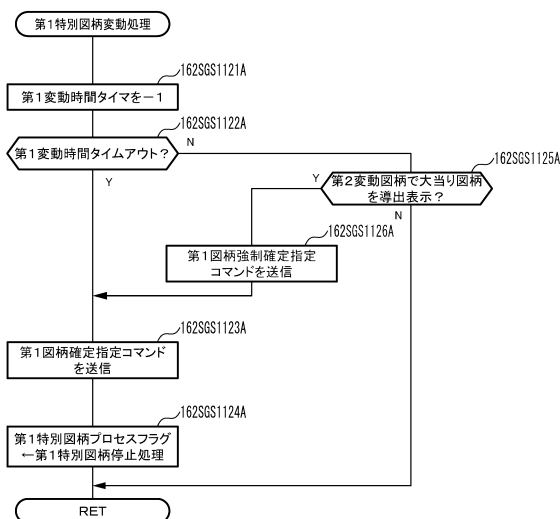 第1特別図柄変動処理
162SGS1121A
第1変動時間タイマを－1
162SGS1122A
第1変動時間タイムアウト？
N
Y
162SGS1125A
第2変動図柄で大当り図柄
を導出表示？
Y
N
162SGS1126A
第1図柄強制確定指定
コマンドを送信
162SGS1123A
第1図柄確定指定コマンド
を送信
162SGS1124A
第1特別図柄プロセスフラグ
←第1特別図柄停止処理
RET